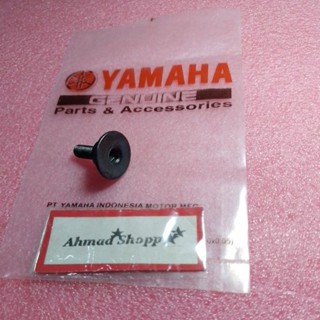 YAMAHA
GENUINE
Parts & Accessories
PT YAMAHA INDONESIA MOTOR MFG
Ahmad Shopp